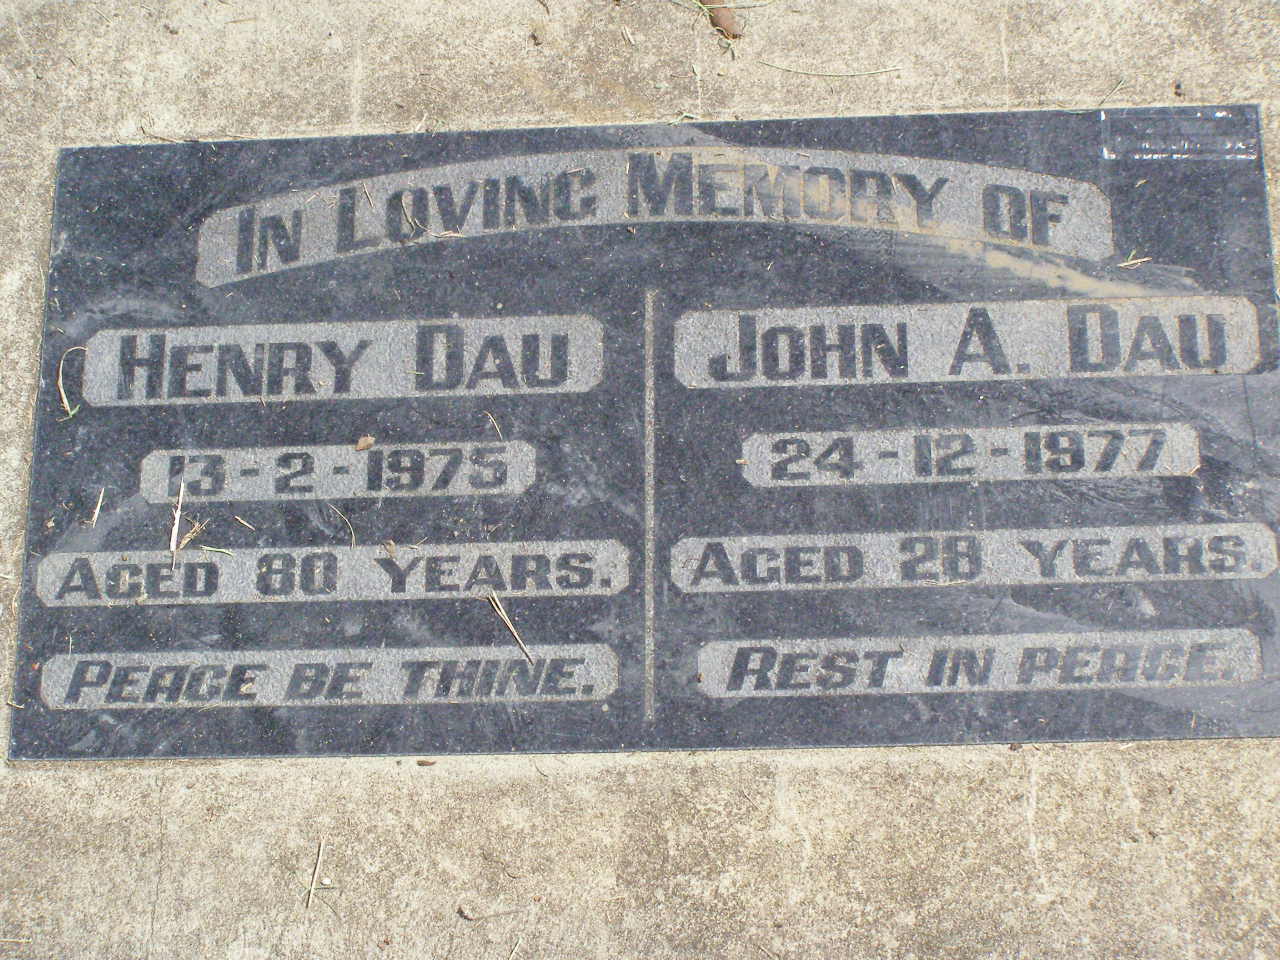 In Loving Memory of
Henry Dau
13-2-1975
Aged 80 years.
Peace be thine.
John A. Dau
24-12-1977
Aged 28 years.
Rest in peace.